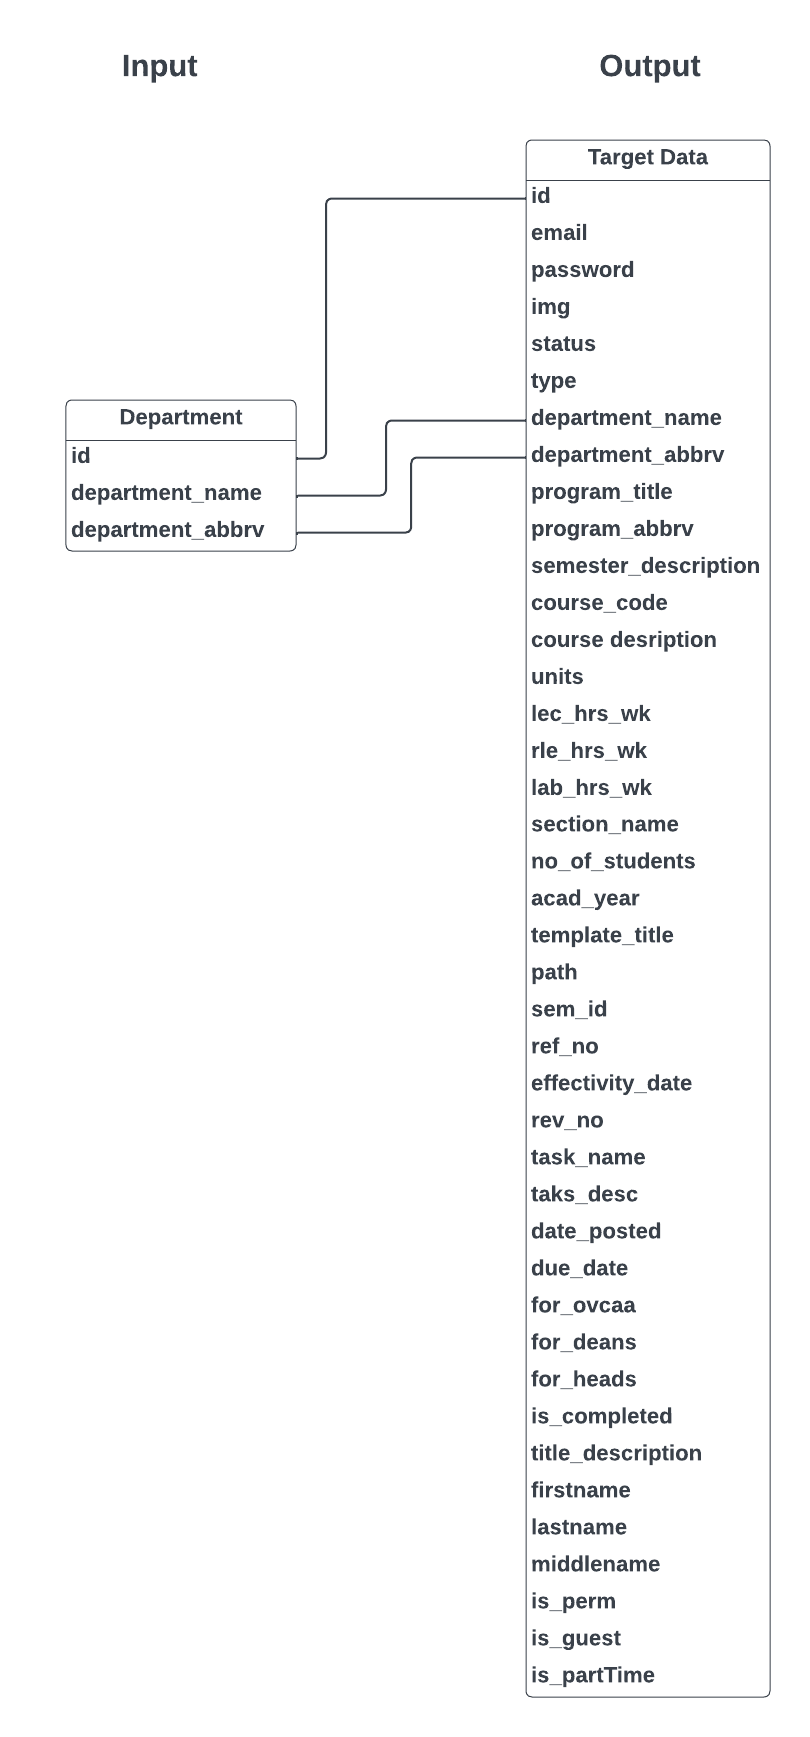 Input
Output
Department
id
department_name
department_abbrv
Target Data
id
email
password
img
status
type
department_name
department_abbrv
program_title
program_abbrv
semester_description
course_code
course desription
units
lec_hrs_wk
rle_hrs_wk
lab_hrs_wk
section_name
no_of_students
acad_year
template_title
path
sem_id
ref_no
effectivity_date
rev_no
task_name
taks_desc
date_posted
due_date
for_ovcaa
for_deans
for_heads
is_completed
title_description
firstname
lastname
middlename
is_perm
is_guest
is_partTime